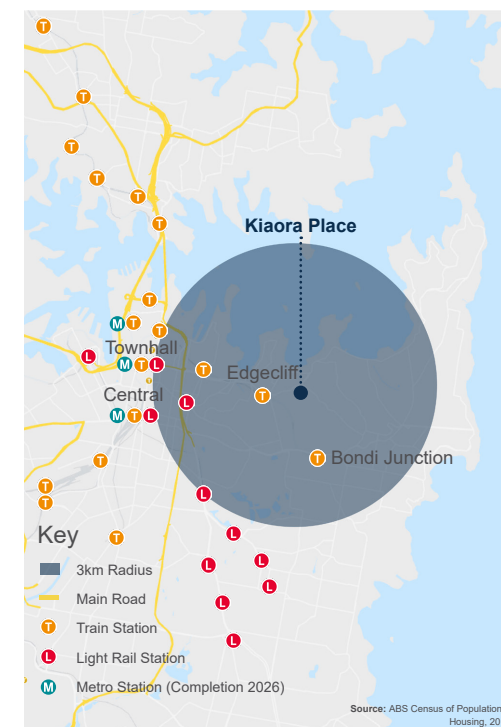 Kiaora Place
T
T
T
T
T
T
T
M T
T
Townhall
L
M T L
T
Edgecliff
T
Central
L
M T L
T
Bondi Junction
T
T
L
T
Key
T
L
L
L
L
L
L
3km Radius
Main Road
T Train Station
L Light Rail Station
M Metro Station (Completion 2026)
Source: ABS Census of Population
Housing, 20